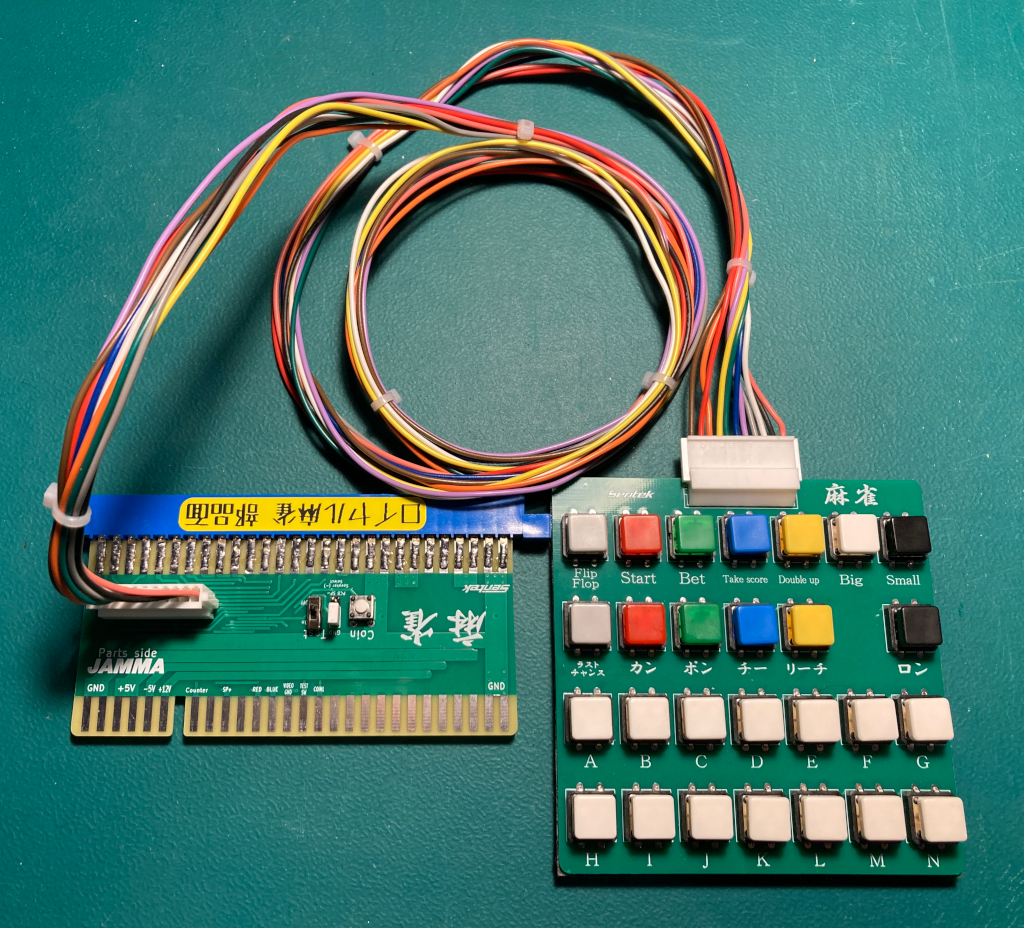 ロイヤル麻雀 部品面
sentek
麻雀
Coin
Parts side
JAMMA
GND +5V -5V +12V Counter SP+ RED BLUE VIDEO GND TEST SW COIN1 GND
sentek
麻雀
Flip Flop Start Bet Take score Double up Big Small
ラストチャンス カン ポン チー リーチ ロン
A B C D E F G
H I J K L M N